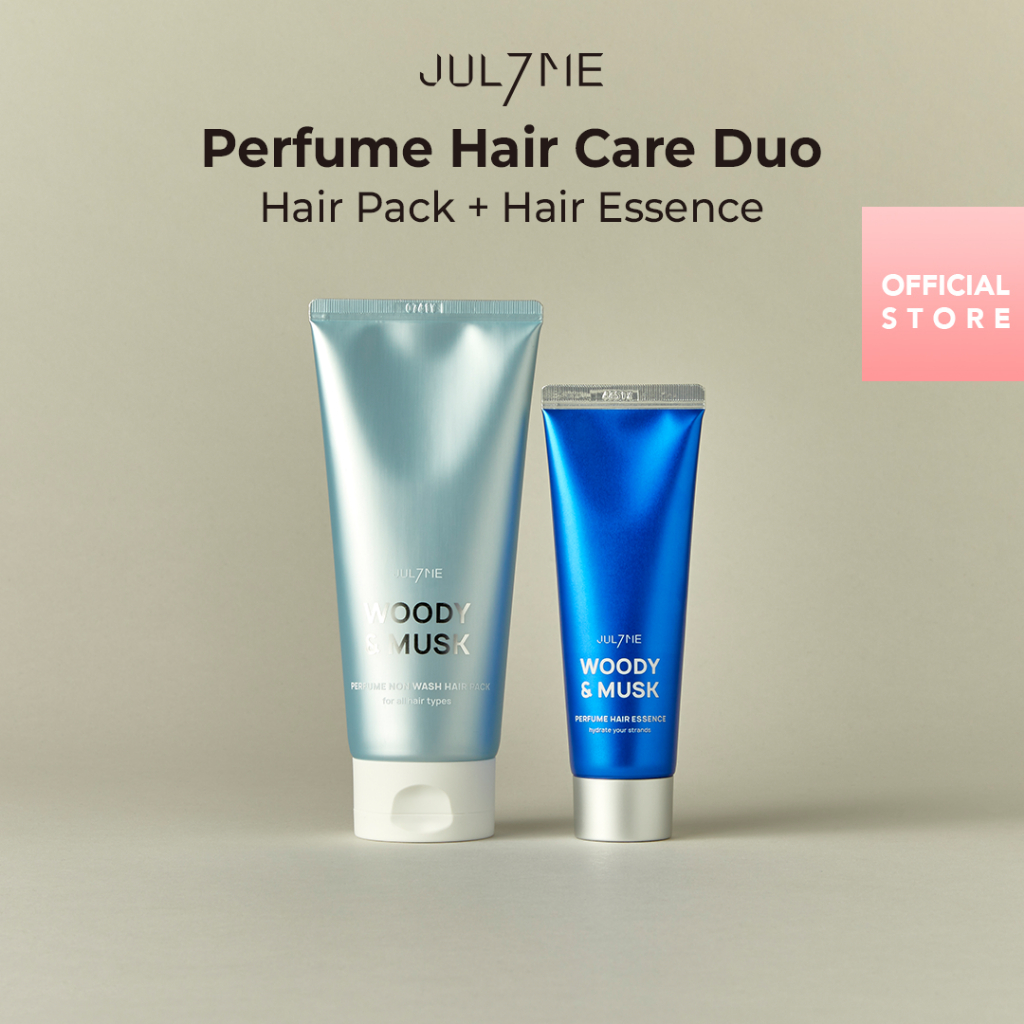 JUL7ME
Perfume Hair Care Duo
Hair Pack + Hair Essence
OFFICIAL
STORE
JUL7ME
WOODY
& MUSK
PERFUME NON WASH HAIR PACK
for all hair types
JUL7ME
WOODY
& MUSK
PERFUME HAIR ESSENCE
hydrate your strands